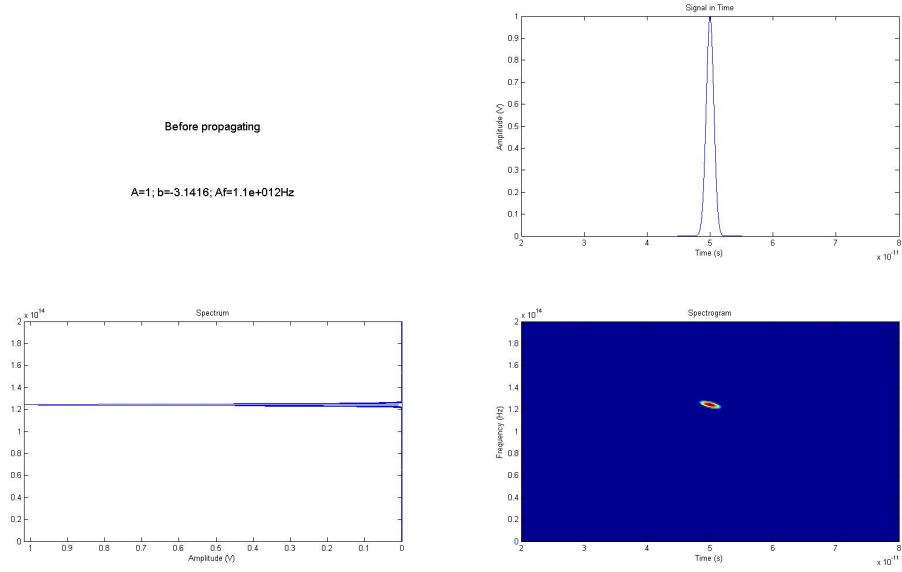 Before propagating
A=1; b=-3.1416; Af=1.1e+012Hz
Signal in Time
1
0.9
0.8
0.7
0.6
0.5
0.4
0.3
0.2
0.1
0
Amplitude (V)
2 3 4 5 6 7 8
Time (s)
x 10^-11
Spectrum
x 10^14
2
1.8
1.6
1.4
1.2
1
0.8
0.6
0.4
0.2
0
1 0.9 0.8 0.7 0.6 0.5 0.4 0.3 0.2 0.1 0
Amplitude (V)
Spectrogram
x 10^14
2
1.8
1.6
1.4
1.2
1
0.8
0.6
0.4
0.2
0
Frequency (Hz)
2 3 4 5 6 7 8
Time (s)
x 10^-11